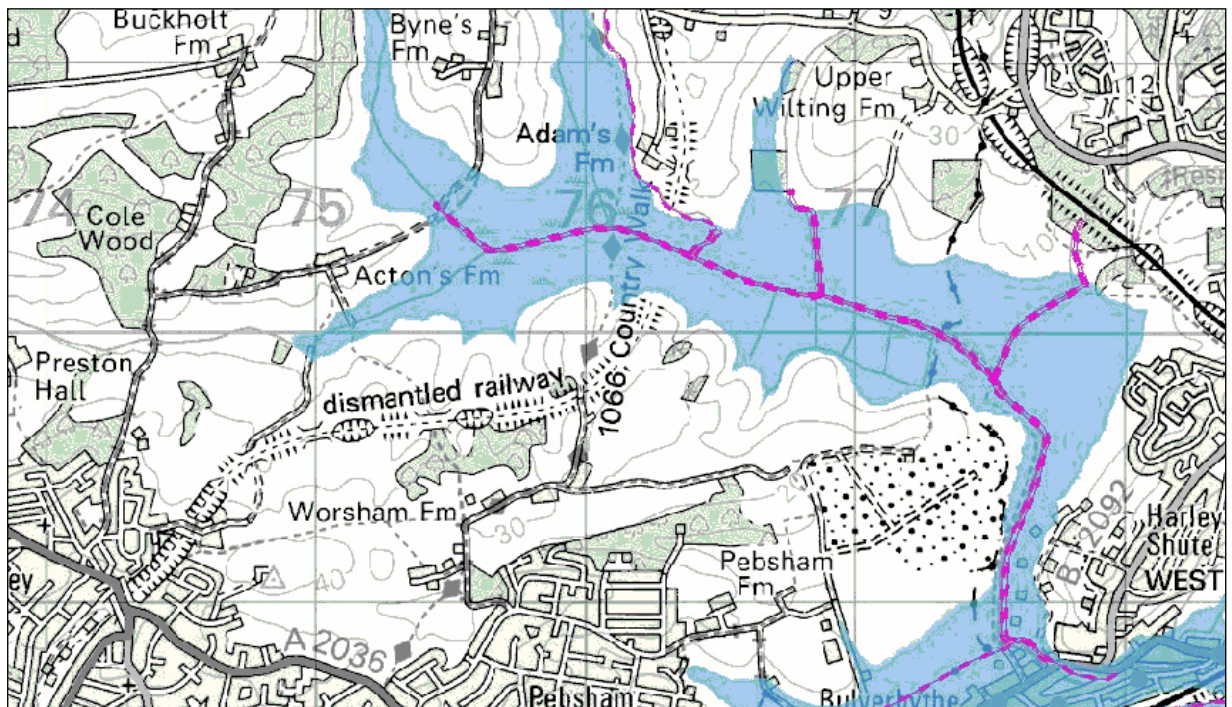 Buckholt
Fm
Byne's
Fm
Upper
Wilting Fm
12
30
Adam's
Fm
d
74
75
76
77
Cole
Wood
Acton's Fm
10
Preston
Hall
dismantled railway
1066 Country Walk
Worsham Fm
30
20
40
Pebsham
Fm
B 2092
Harley
Shute
WEST
ey
A 2036
Pebsham
Bulverhythe